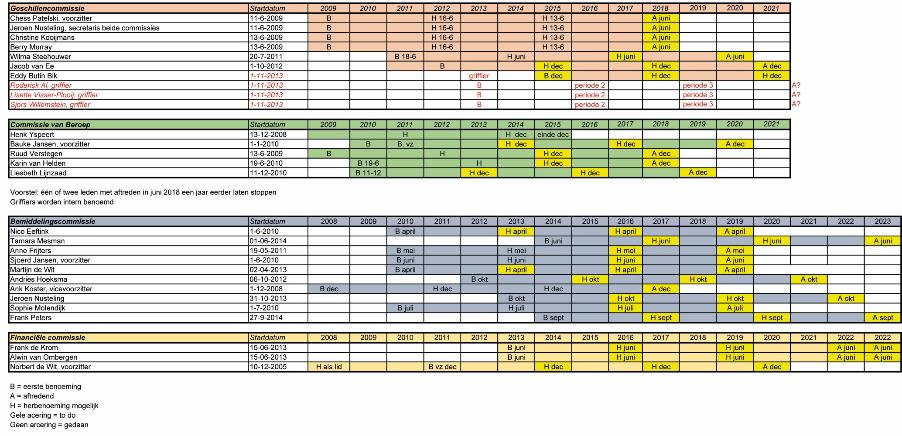 Geschillencommissie Startdatum 2009 2010 2011 2012 2013 2014 2015 2016 2017 2018 2019 2020 2021
Chess Patelski, voorzitter 11-6-2009 B H 16-6 H 13-6 A juni
Jeroen Nusteling, secretaris beide commissies 11-6-2009 B H 16-6 H 13-6 A juni
Christine Kooijmans 13-6-2009 B H 16-6 H 13-6 A juni
Berry Murray 13-6-2009 B H 16-6 H 13-6 A juni
Wilma Steehouwer 20-7-2011 B 18-6 H juni H juni A juni
Jacob van Ee 1-10-2012 B H dec H dec A dec
Eddy Butin Bik 1-11-2013 griffier B dec H dec H dec
Roderick Al, griffier 1-11-2013 B periode 2 periode 3 A?
Lisette Visser-Plooij, griffier 1-11-2013 B periode 2 periode 3 A?
Sjors Willemstein, griffier 1-11-2013 B periode 2 periode 3 A?
Commissie van Beroep Startdatum 2009 2010 2011 2012 2013 2014 2015 2016 2017 2018 2019 2020 2021
Henk Yspeert 13-12-2008 H H dec einde dec
Bauke Jansen, voorzitter 1-1-2010 B B. vz H dec H dec A dec
Ruud Verstegen 13-6-2009 B H H dec A dec
Karin van Helden 19-6-2010 B 19-6 H H dec A dec
Liesbeth Lijnzaad 11-12-2010 B 11-12 H dec H dec A dec
Voorstel: één of twee leden met aftreden in juni 2018 een jaar eerder laten stoppen
Griffiers worden intern benoemd
Bemiddelingscommissie Startdatum 2008 2009 2010 2011 2012 2013 2014 2015 2016 2017 2018 2019 2020 2021 2022 2023
Nico Eeftink 1-6-2010 B april H april H april A april
Tamara Mesman 01-06-2014 B juni H juni H juni A juni
Anne Frijters 19-05-2011 B mei H mei H mei A mei
Sjoerd Jansen, voorzitter 1-6-2010 B juni H juni H juni A juni
Martijn de Wit 02-04-2013 B april H april H april A april
Andries Hoeksma 06-10-2012 B okt H okt H okt A okt
Ank Koster, vicevoorzitter 1-12-2008 B dec H dec H dec A dec
Jeroen Nusteling 31-10-2013 B okt H okt H okt A okt
Sophie Molendijk 1-7-2010 B juli H juli H juli A juli
Frank Peters 27-9-2014 B sept H sept H sept A sept
Financiële commissie Startdatum 2008 2009 2010 2011 2012 2013 2014 2015 2016 2017 2018 2019 2020 2021 2022 2022
Frank de Krom 15-06-2013 B juni H juni H juni A juni A juni
Alwin van Ombergen 15-06-2013 B juni H juni H juni A juni A juni
Norbert de Wit, voorzitter 10-12-2005 H als lid B vz dec H dec H dec A dec
B = eerste benoeming
A = aftredend
H = herbenoeming mogelijk
Gele acering = to do
Geen arcering = gedaan